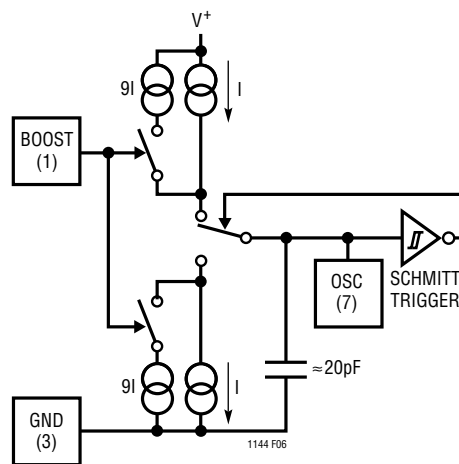 V+
9I
I
BOOST
(1)
OSC
(7)
SCHMITT
TRIGGER
9I
I
≈20pF
GND
(3)
1144 F06